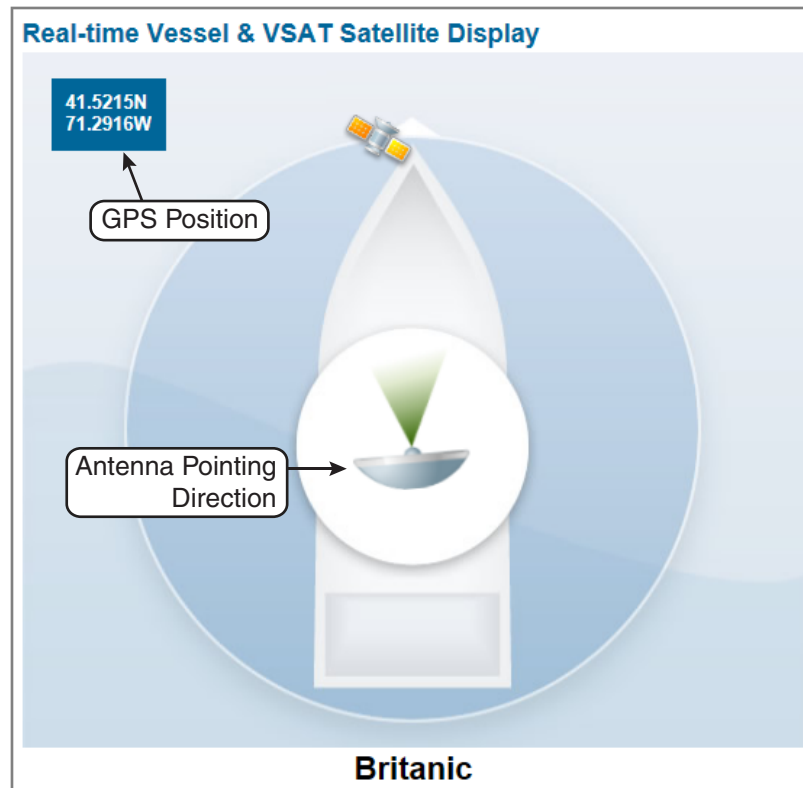 Real-time Vessel & VSAT Satellite Display
41.5215N
71.2916W
GPS Position
Antenna Pointing
Direction
Britanic